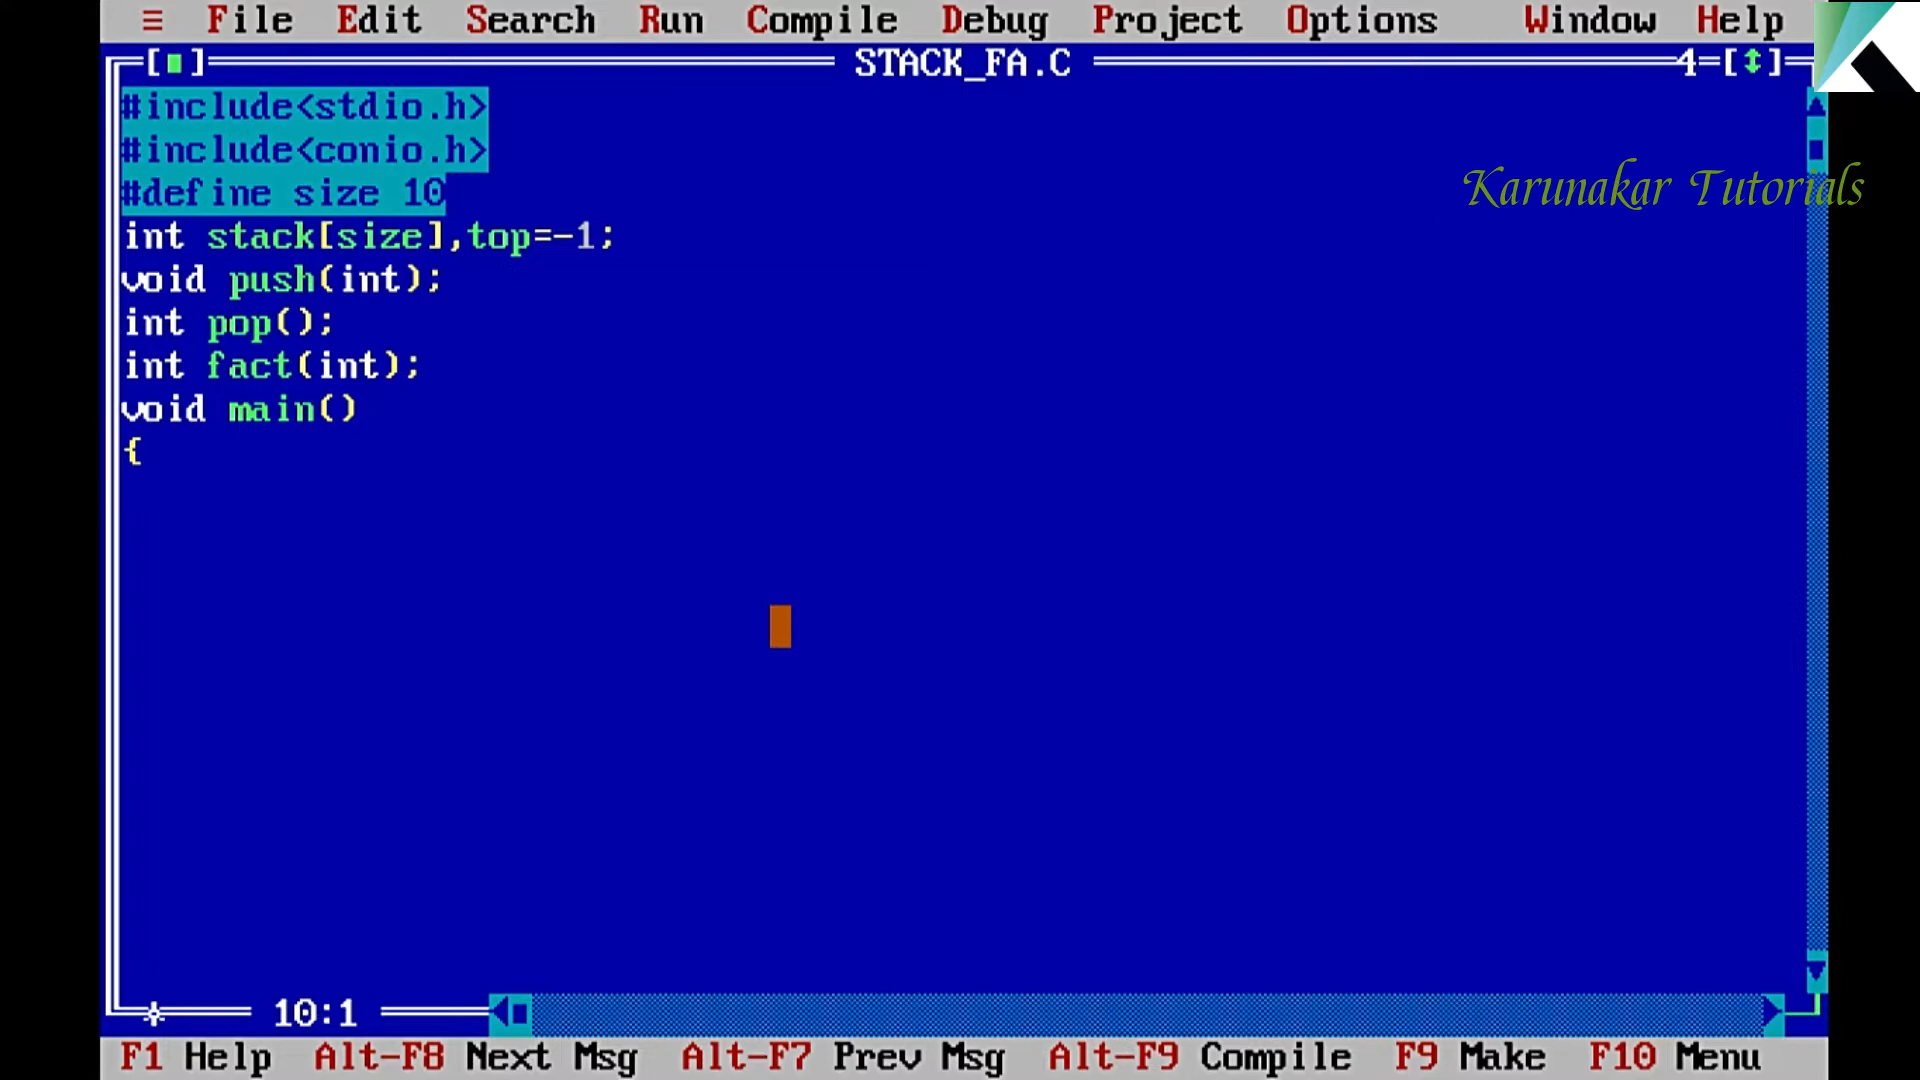 ≡ File Edit Search Run Compile Debug Project Options Window Help
[■] STACK_FA.C 4=[↕]
#include<stdio.h>
#include<conio.h>
#define size 10
int stack[size],top=-1;
void push(int);
int pop();
int fact(int);
void main()
{
Karunakar Tutorials
10:1
F1 Help Alt-F8 Next Msg Alt-F7 Prev Msg Alt-F9 Compile F9 Make F10 Menu